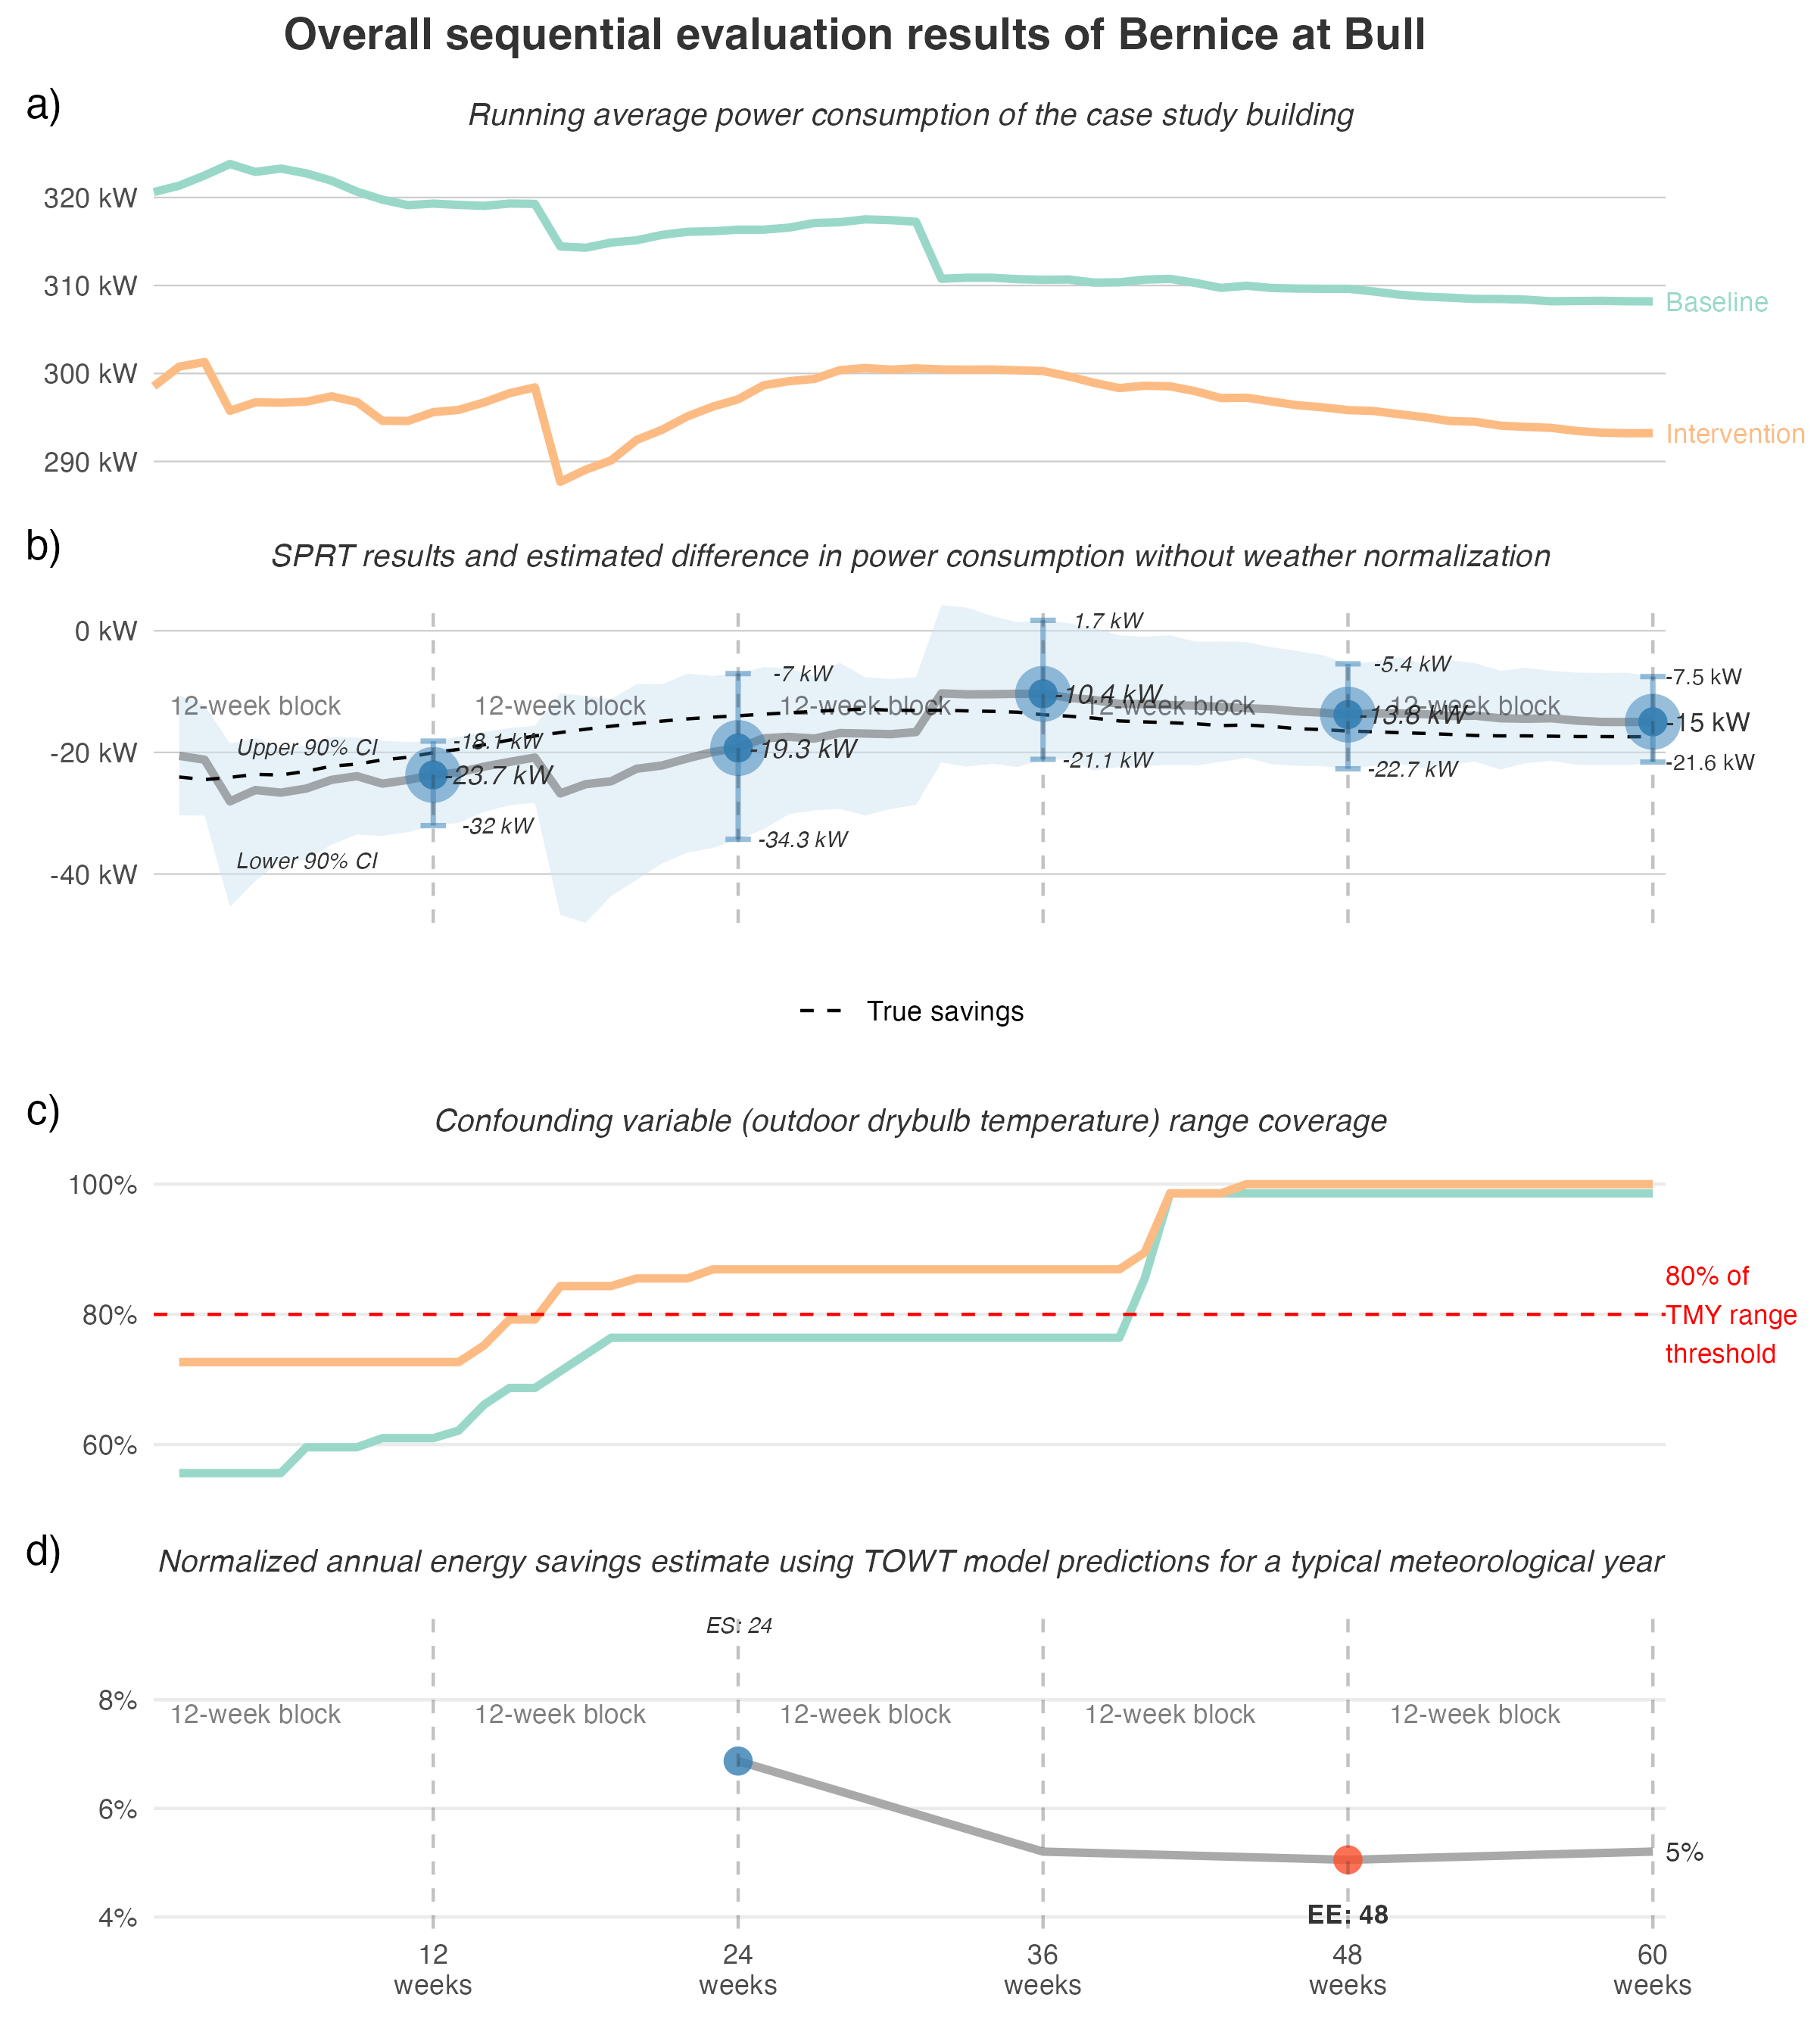 Overall sequential evaluation results of Bernice at Bull
a)
Running average power consumption of the case study building
320 kW
310 kW
Baseline
300 kW
Intervention
290 kW
b)
SPRT results and estimated difference in power consumption without weather normalization
0 kW
1.7 kW
-7 kW
-5.4 kW
-7.5 kW
12-week block
12-week block
12-week block
12-week block
12-week block
-10.4 kW
-13.8 kW
-15 kW
Upper 90% CI
-18.1 kW
-20 kW
-23.7 kW
-19.3 kW
-21.1 kW
-22.7 kW
-21.6 kW
-32 kW
-34.3 kW
Lower 90% CI
-40 kW
True savings
c)
Confounding variable (outdoor drybulb temperature) range coverage
100%
80%
60%
80% of
TMY range
threshold
d)
Normalized annual energy savings estimate using TOWT model predictions for a typical meteorological year
ES: 24
8%
12-week block
12-week block
12-week block
12-week block
12-week block
6%
5%
4%
EE: 48
12
weeks
24
weeks
36
weeks
48
weeks
60
weeks